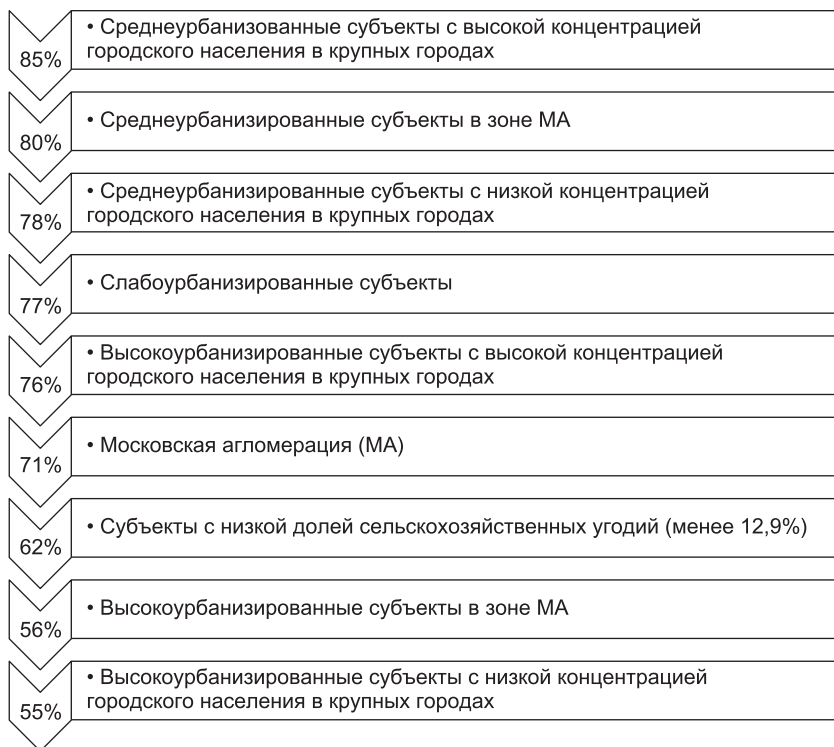 • Среднеурбанизованные субъекты с высокой концентрацией
городского населения в крупных городах
85%
• Среднеурбанизированные субъекты в зоне МА
80%
• Среднеурбанизированные субъекты с низкой концентрацией
городского населения в крупных городах
78%
• Слабоурбанизированные субъекты
77%
• Высокоурбанизированные субъекты с высокой концентрацией
городского населения в крупных городах
76%
• Московская агломерация (МА)
71%
• Субъекты с низкой долей сельскохозяйственных угодий (менее 12,9%)
62%
• Высокоурбанизированные субъекты в зоне МА
56%
• Высокоурбанизированные субъекты с низкой концентрацией
городского населения в крупных городах
55%